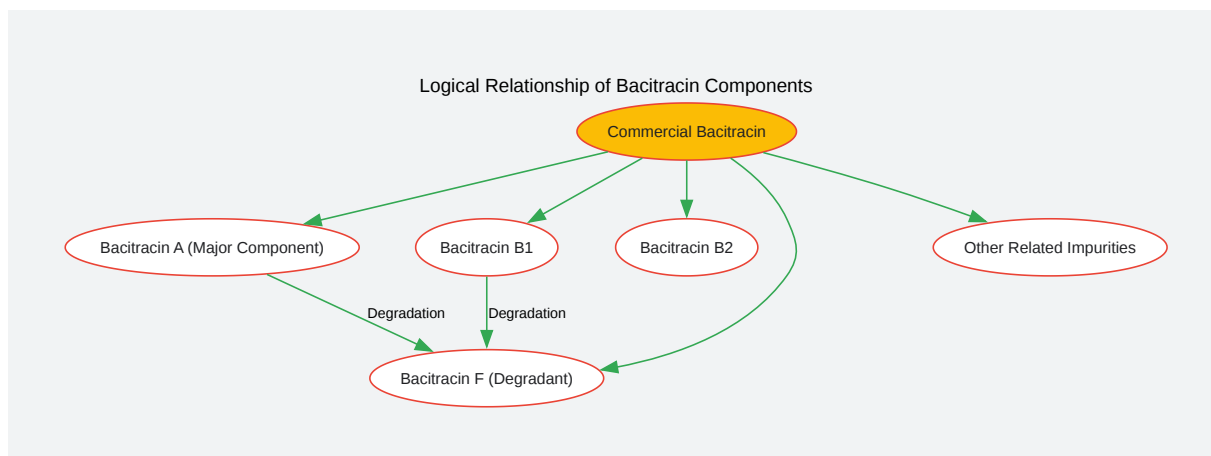 Logical Relationship of Bacitracin Components
Commercial Bacitracin
Bacitracin A (Major Component)
Bacitracin B1
Bacitracin B2
Other Related Impurities
Degradation
Degradation
Bacitracin F (Degradant)